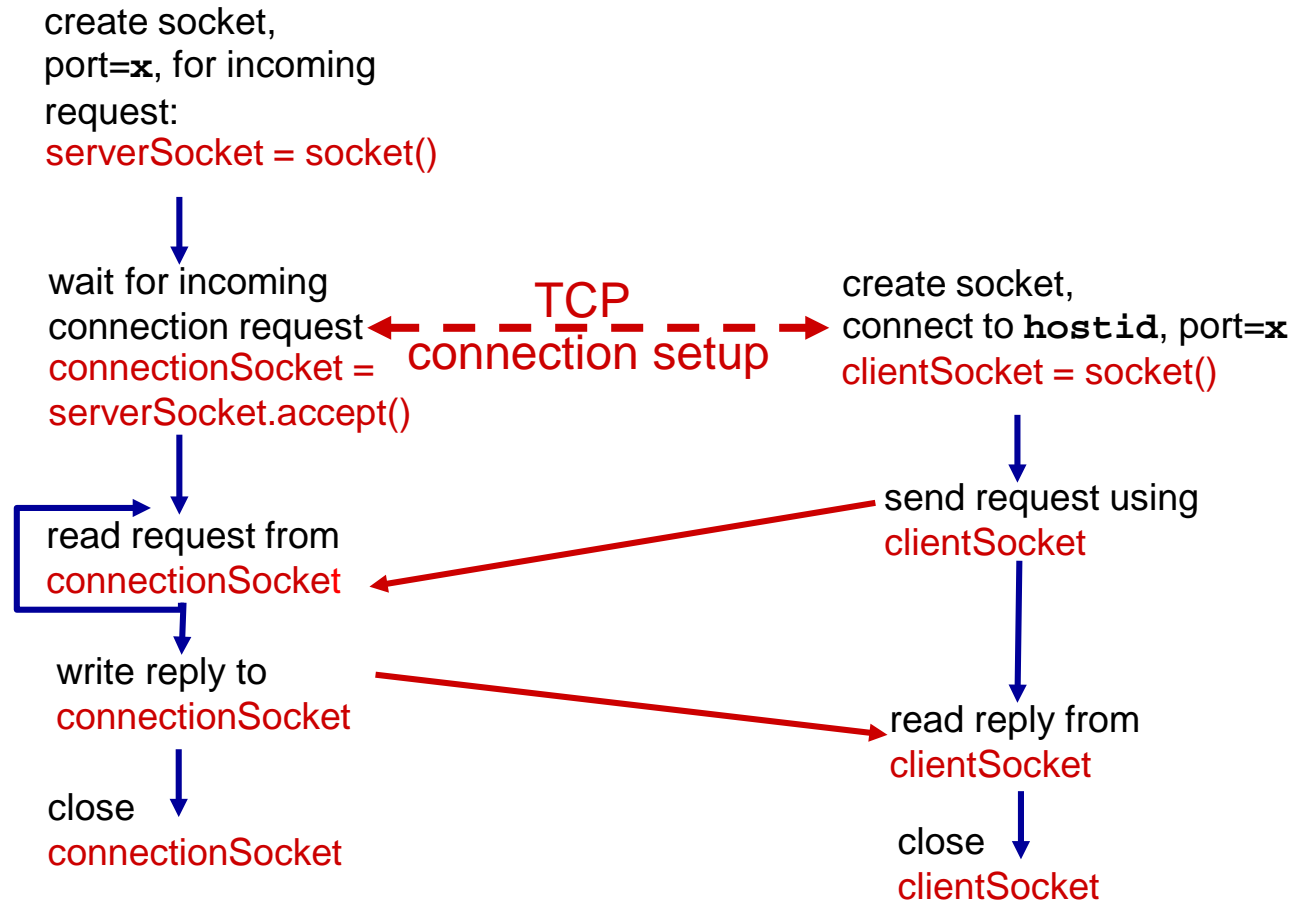 create socket,
port=x, for incoming
request:
serverSocket = socket()
wait for incoming
connection request
connectionSocket =
serverSocket.accept()
TCP
connection setup
create socket,
connect to hostid, port=x
clientSocket = socket()
read request from
connectionSocket
send request using
clientSocket
write reply to
connectionSocket
read reply from
clientSocket
close
connectionSocket
close
clientSocket